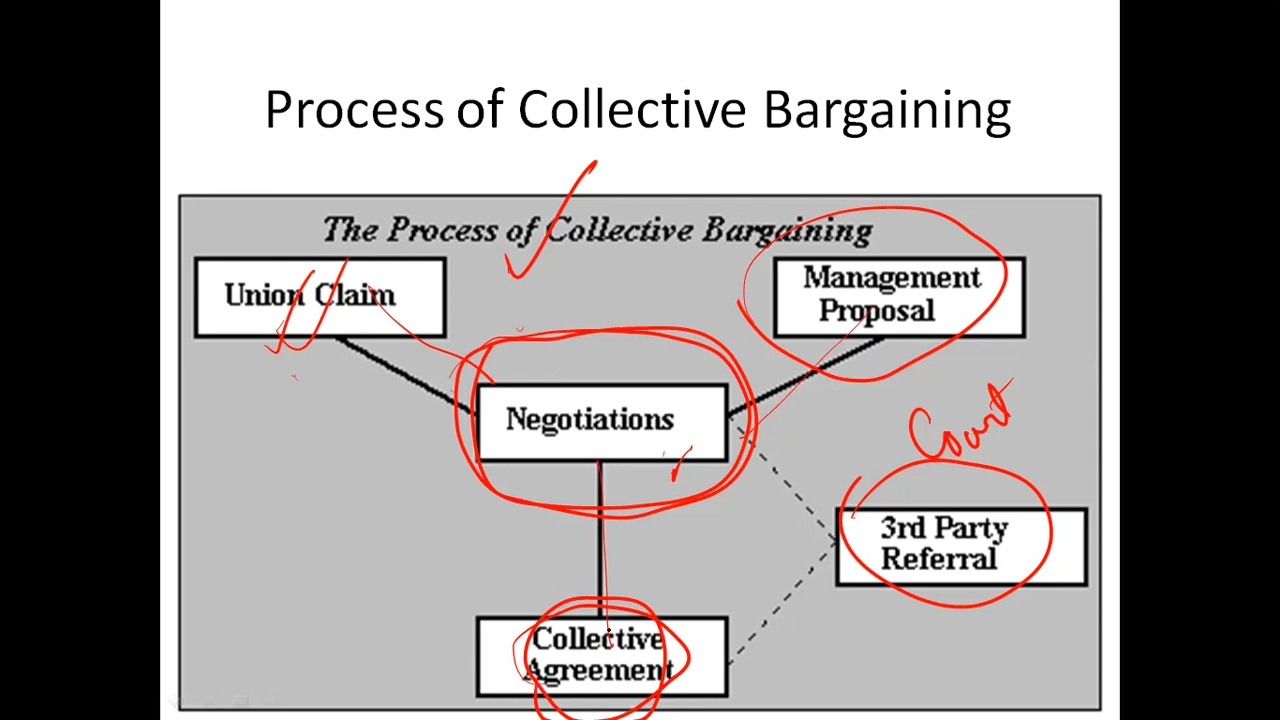 Process of Collective Bargaining
The Process of Collective Bargaining
Union Claim
Management
Proposal
Negotiations
Court
3rd Party
Referral
Collective
Agreement